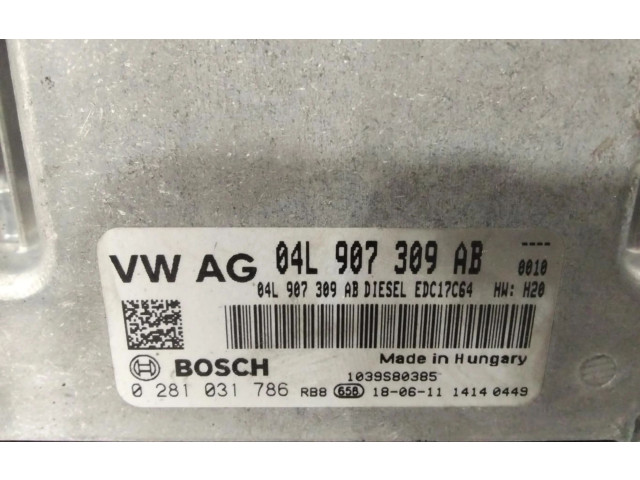 VW AG 04L 907 309 AB ----
0010
04L 907 309 AB DIESEL EDC17C64 HW: H20
BOSCH Made in Hungary
1039S80385
0 281 031 786 RBB 658 18-06-11 1414 0449